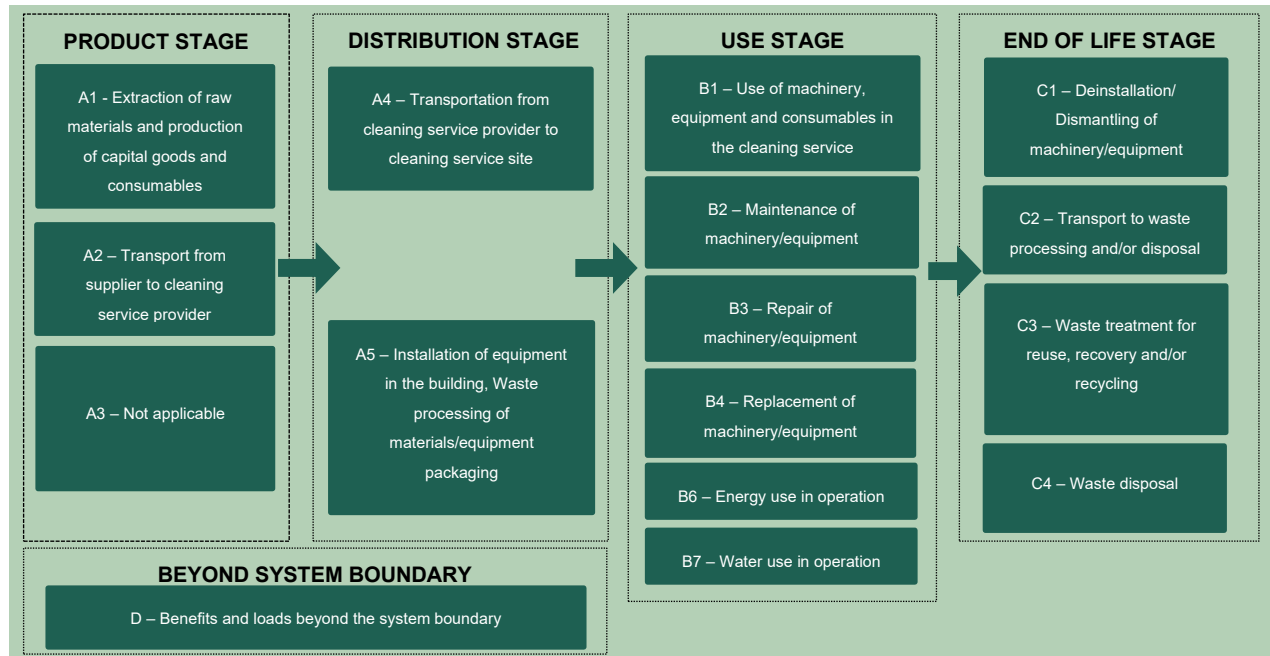 PRODUCT STAGE
A1 - Extraction of raw
materials and production
of capital goods and
consumables
A2 – Transport from
supplier to cleaning
service provider
A3 – Not applicable
DISTRIBUTION STAGE
A4 – Transportation from
cleaning service provider to
cleaning service site
A5 – Installation of equipment
in the building, Waste
processing of
materials/equipment
packaging
USE STAGE
B1 – Use of machinery,
equipment and consumables in
the cleaning service
B2 – Maintenance of
machinery/equipment
B3 – Repair of
machinery/equipment
B4 – Replacement of
machinery/equipment
B6 – Energy use in operation
B7 – Water use in operation
END OF LIFE STAGE
C1 – Deinstallation/
Dismantling of
machinery/equipment
C2 – Transport to waste
processing and/or disposal
C3 – Waste treatment for
reuse, recovery and/or
recycling
C4 – Waste disposal
BEYOND SYSTEM BOUNDARY
D – Benefits and loads beyond the system boundary